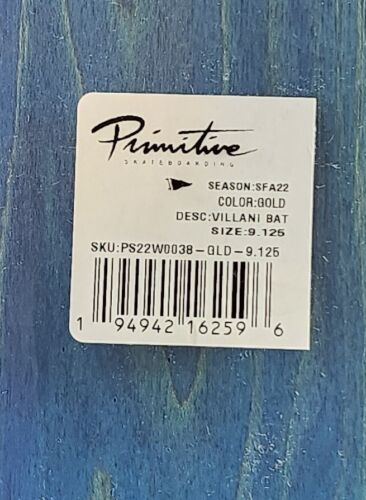 Primitive
SKATEBOARDING
SEASON:SFA22
COLOR:GOLD
DESC:VILLANI BAT
SIZE:9.125
SKU:PS22W0038-GLD-9.125
1 94942 16259 6